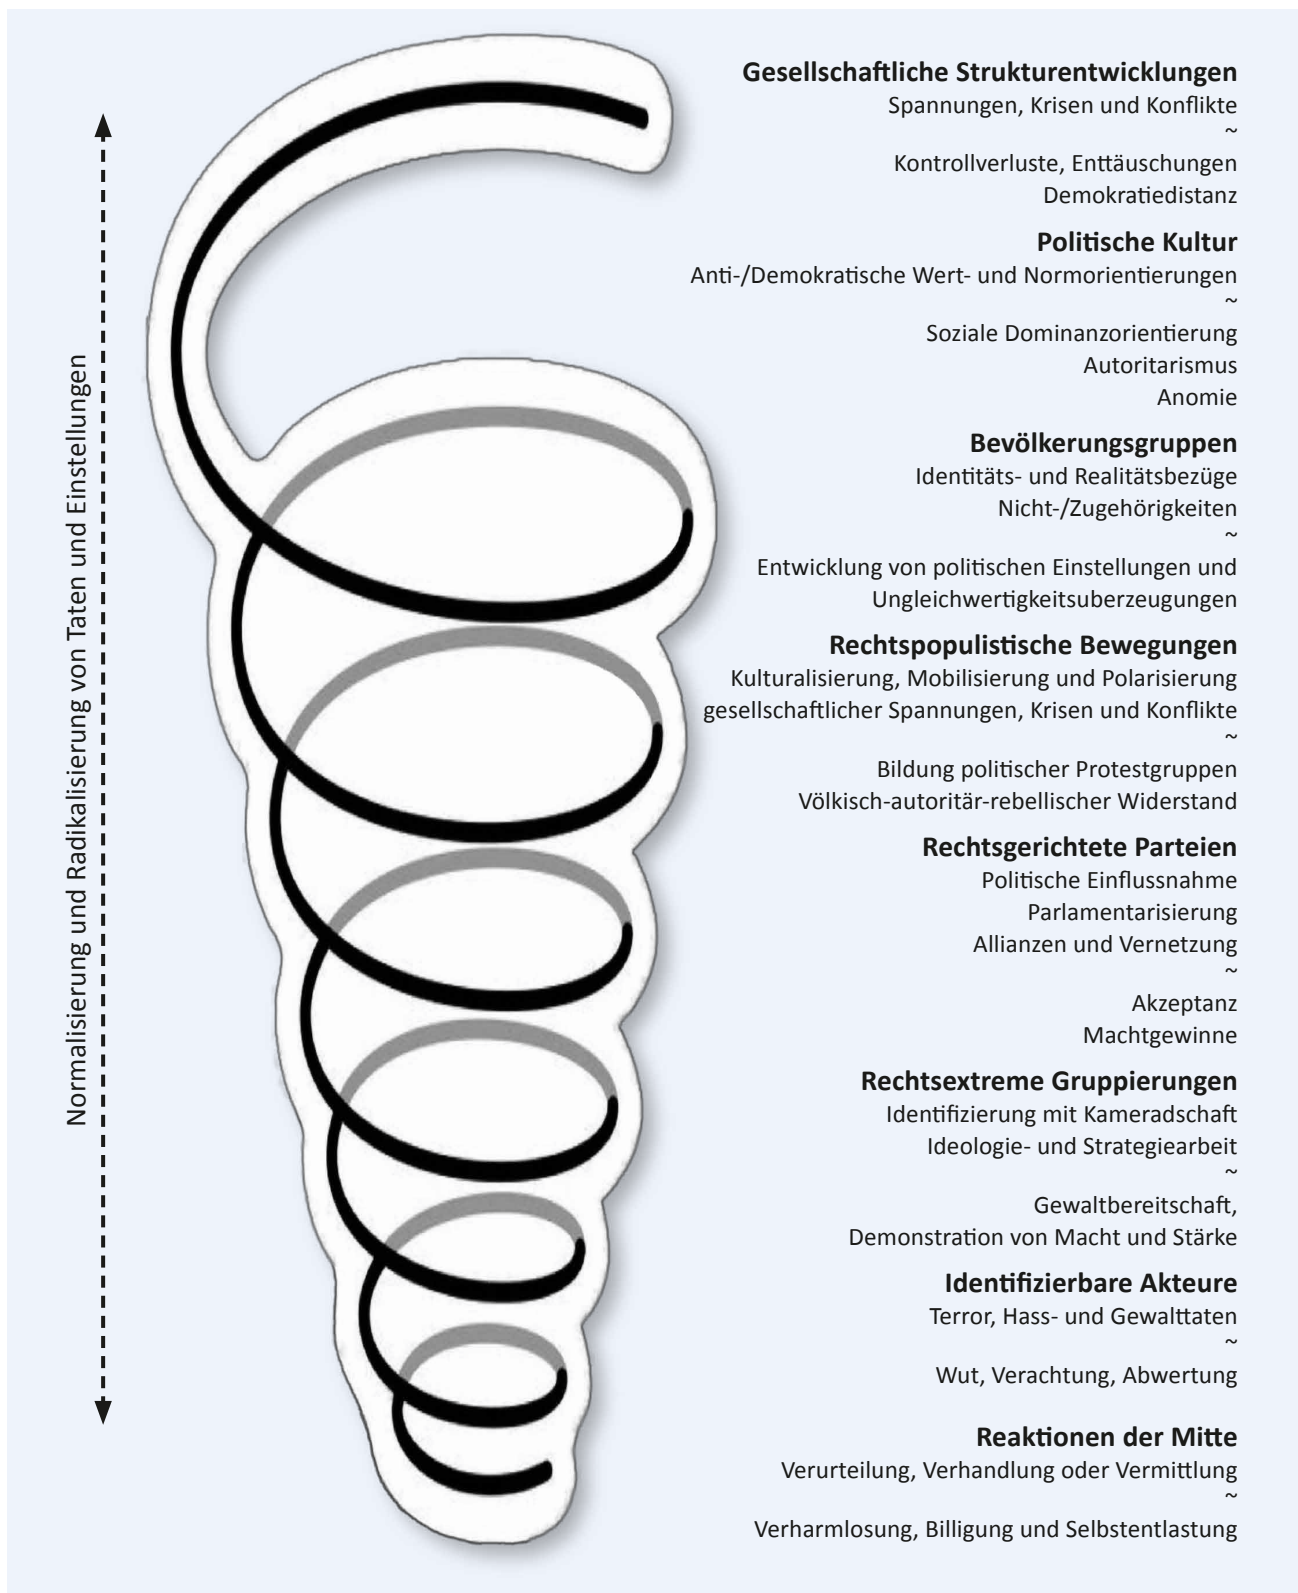 Gesellschaftliche Strukturentwicklungen
Spannungen, Krisen und Konflikte
~
Kontrollverluste, Enttäuschungen
Demokratiedistanz
Politische Kultur
Anti-/Demokratische Wert- und Normorientierungen
~
Soziale Dominanzorientierung
Autoritarismus
Anomie
Bevölkerungsgruppen
Identitäts- und Realitätsbezüge
Nicht-/Zugehörigkeiten
~
Entwicklung von politischen Einstellungen und
Ungleichwertigkeitsuberzeugungen
Rechtspopulistische Bewegungen
Kulturalisierung, Mobilisierung und Polarisierung
gesellschaftlicher Spannungen, Krisen und Konflikte
~
Bildung politischer Protestgruppen
Völkisch-autoritär-rebellischer Widerstand
Rechtsgerichtete Parteien
Politische Einflussnahme
Parlamentarisierung
Allianzen und Vernetzung
~
Akzeptanz
Machtgewinne
Rechtsextreme Gruppierungen
Identifizierung mit Kameradschaft
Ideologie- und Strategiearbeit
~
Gewaltbereitschaft,
Demonstration von Macht und Stärke
Identifizierbare Akteure
Terror, Hass- und Gewalttaten
~
Wut, Verachtung, Abwertung
Reaktionen der Mitte
Verurteilung, Verhandlung oder Vermittlung
~
Verharmlosung, Billigung und Selbstentlastung
Normalisierung und Radikalisierung von Taten und Einstellungen